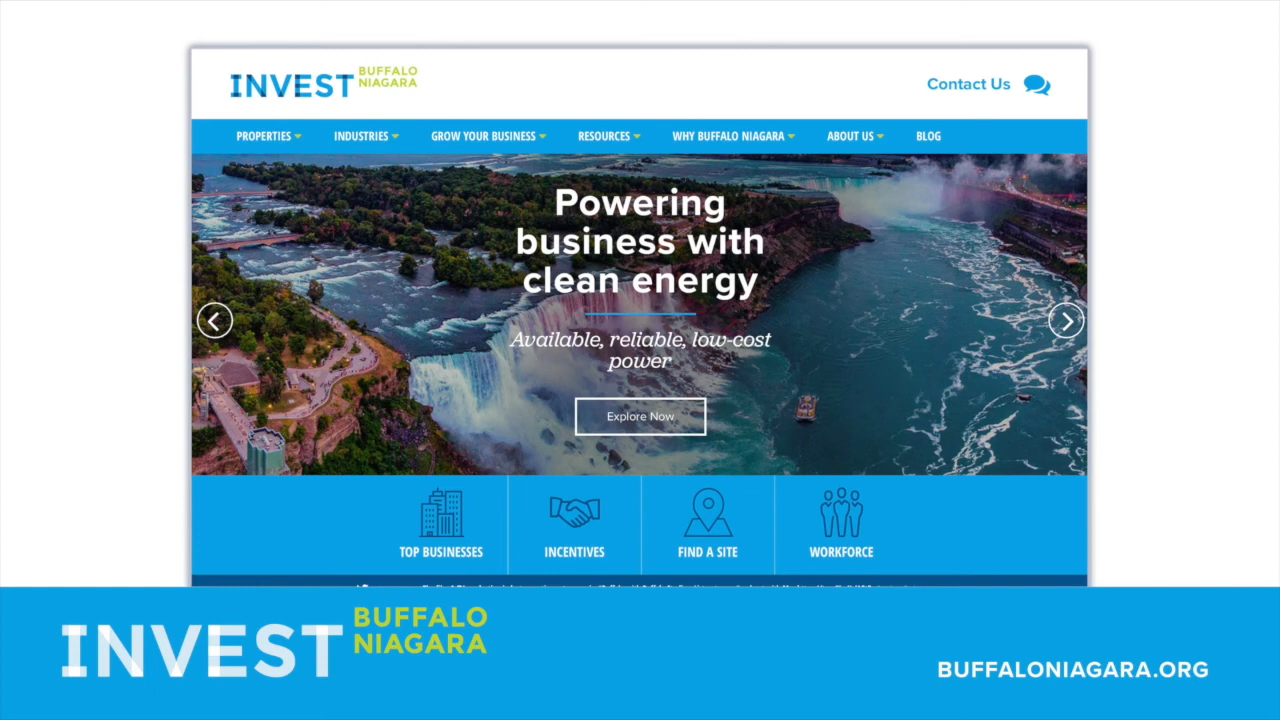 INVEST BUFFALO
NIAGARA
Contact Us
PROPERTIES INDUSTRIES GROW YOUR BUSINESS RESOURCES WHY BUFFALO NIAGARA ABOUT US BLOG
Powering
business with
clean energy
Available, reliable, low-cost
power
Explore Now
TOP BUSINESSES INCENTIVES FIND A SITE WORKFORCE
INVEST BUFFALO
NIAGARA
BUFFALONIAGARA.ORG